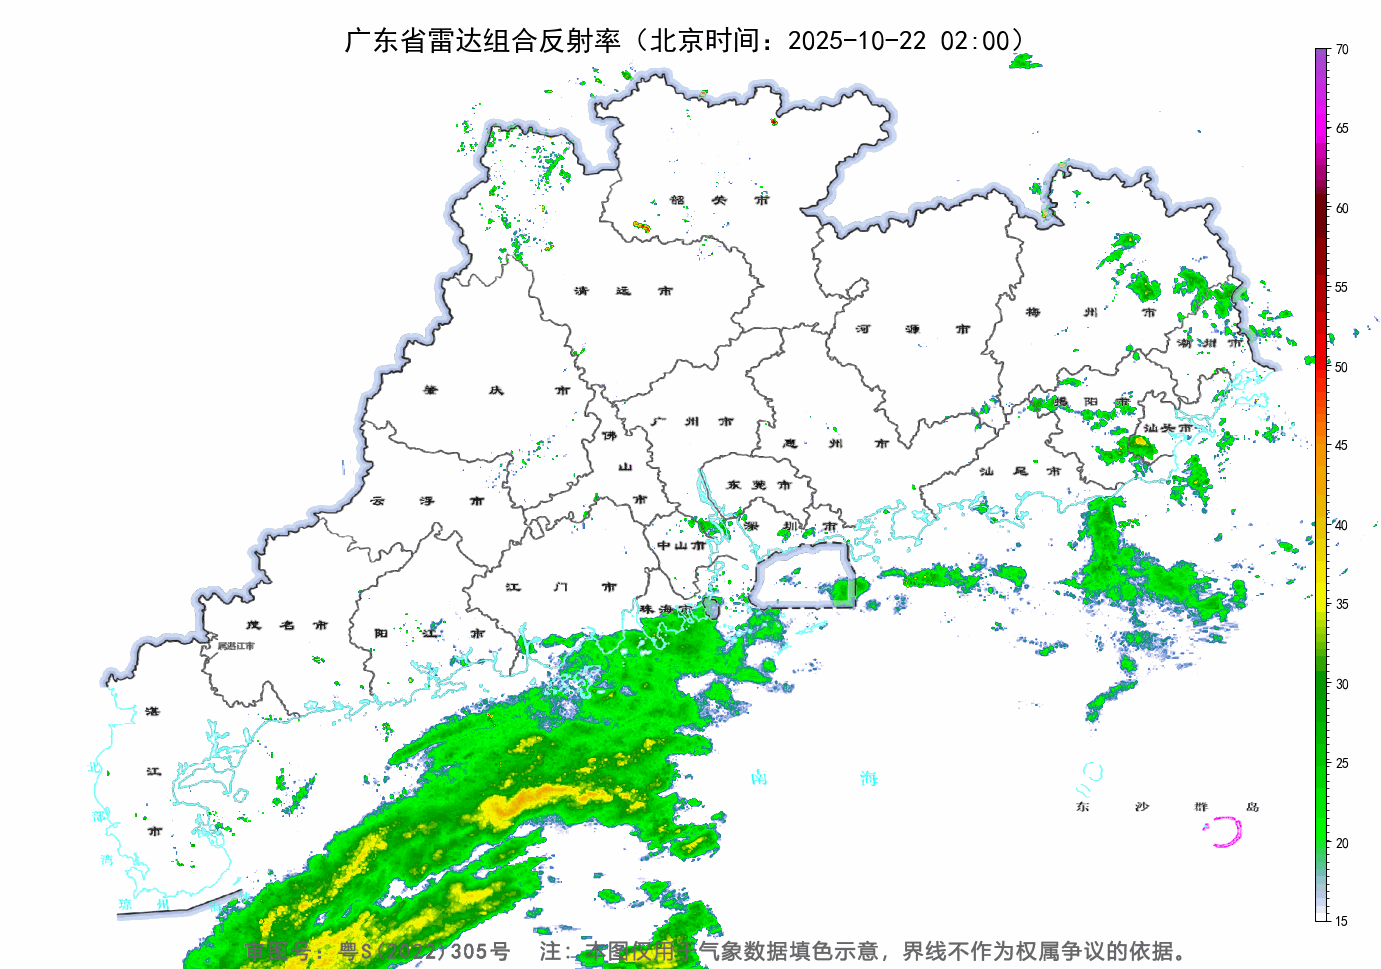 广东省雷达组合反射率（北京时间：2025-10-22 02:00）
70
65
60
55
50
45
40
35
30
25
20
15
韶关市
清远市
河源市
梅州市
潮州市
肇庆市
广州市
佛山市
惠州市
揭阳市
汕头市
汕尾市
云浮市
东莞市
深圳市
中山市
江门市
珠海市
茂名市
阳江市
属湛江市
湛江市
北部湾
琼州
南海
东沙群岛
审图号：粤S(2022)305号 注：本图仅用于气象数据填色示意，界线不作为权属争议的依据。